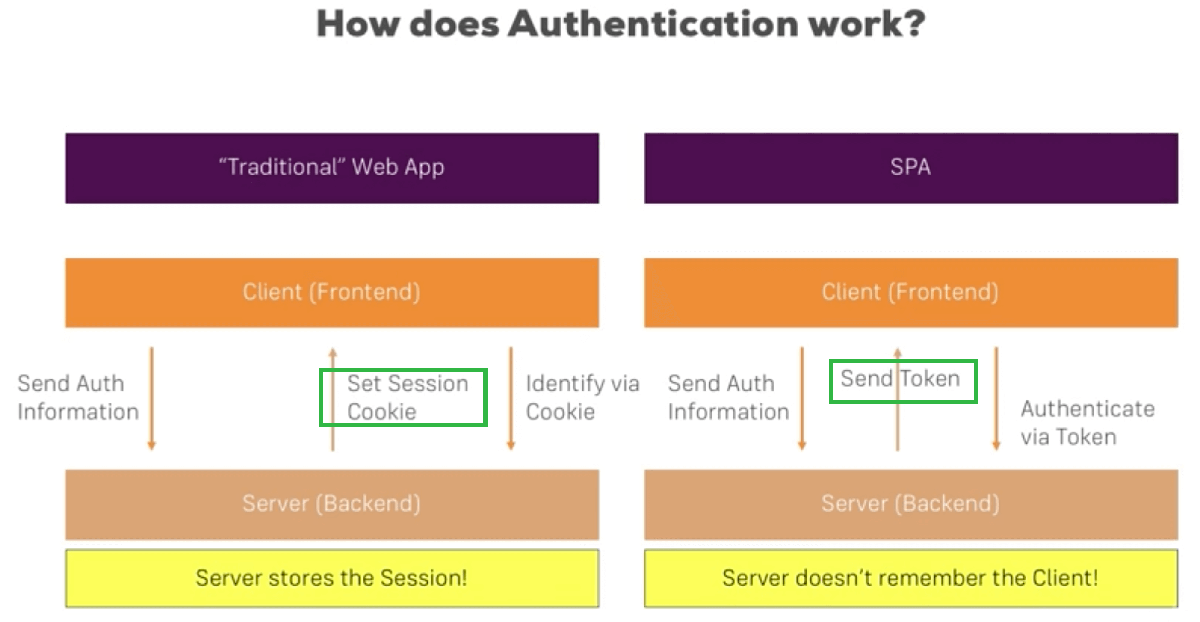 How does Authentication work?
"Traditional" Web App
Client (Frontend)
Send Auth
Information
Set Session
Cookie
Identify via
Cookie
Server (Backend)
Server stores the Session!
SPA
Client (Frontend)
Send Auth
Information
Send Token
Authenticate
via Token
Server (Backend)
Server doesn't remember the Client!